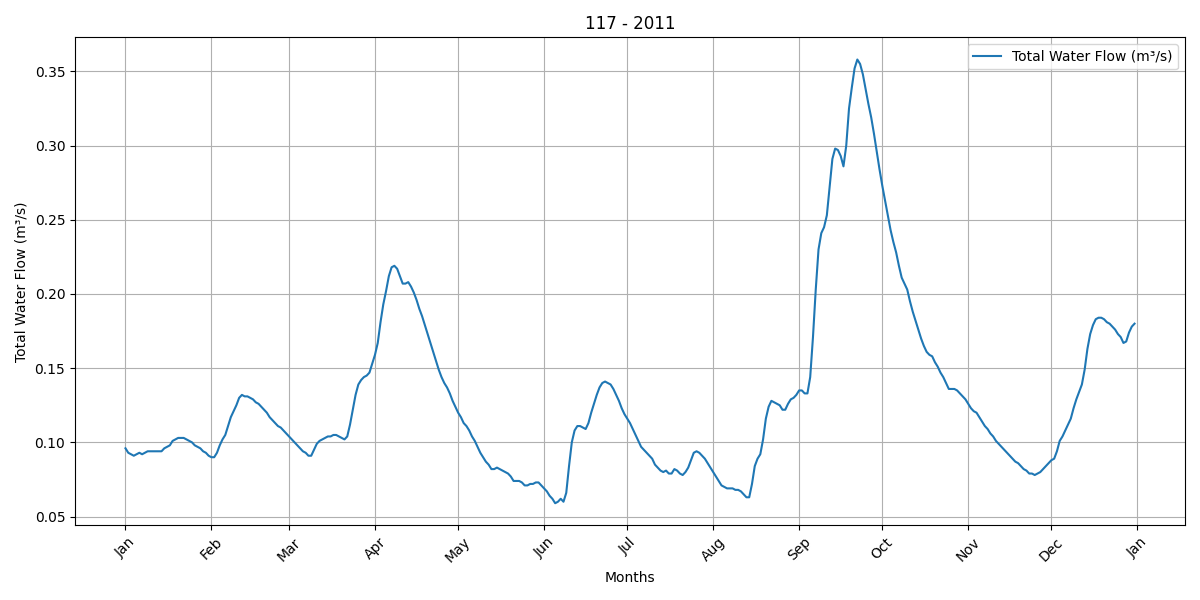 117 - 2011
Total Water Flow (m³/s)
Total Water Flow (m³/s)
0.35
0.30
0.25
0.20
0.15
0.10
0.05
Jan Feb Mar Apr May Jun Jul Aug Sep Oct Nov Dec Jan
Months